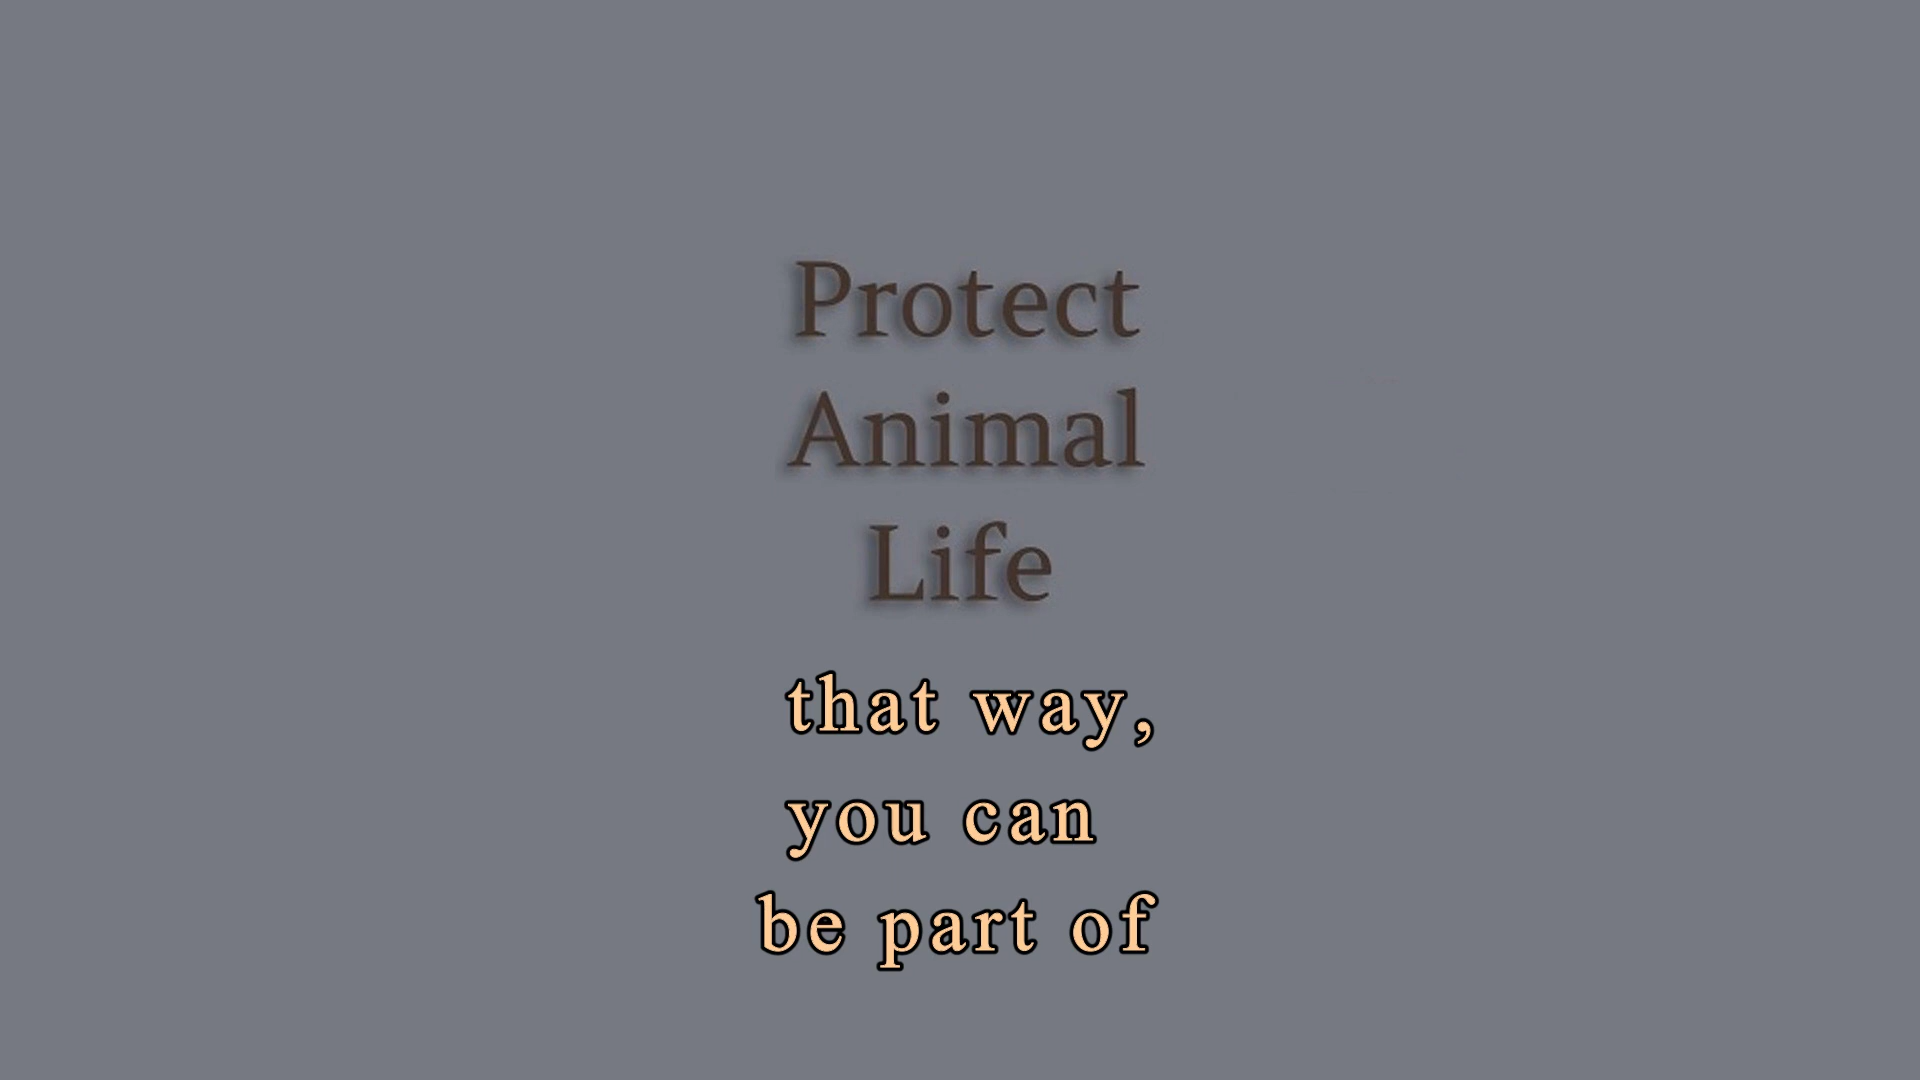 Protect
Animal
Life
that way,
you can
be part of